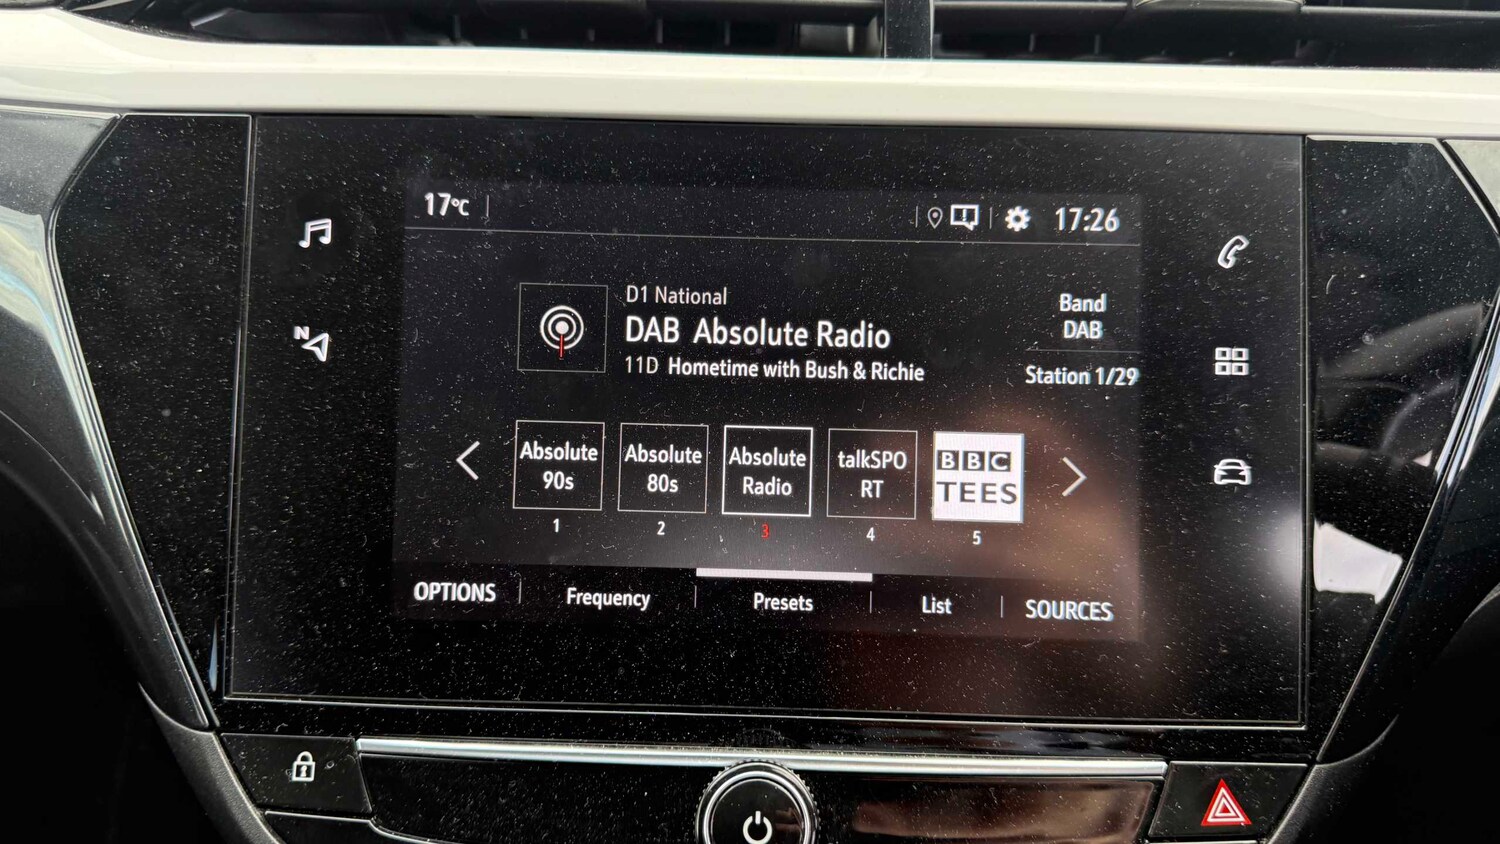 17°C
17:26
D1 National
DAB Absolute Radio
11D Hometime with Bush & Richie
Band
DAB
Station 1/29
N
Absolute
90s
1
Absolute
80s
2
Absolute
Radio
3
talkSPO
RT
4
BBC
TEES
5
OPTIONS
Frequency
Presets
List
SOURCES